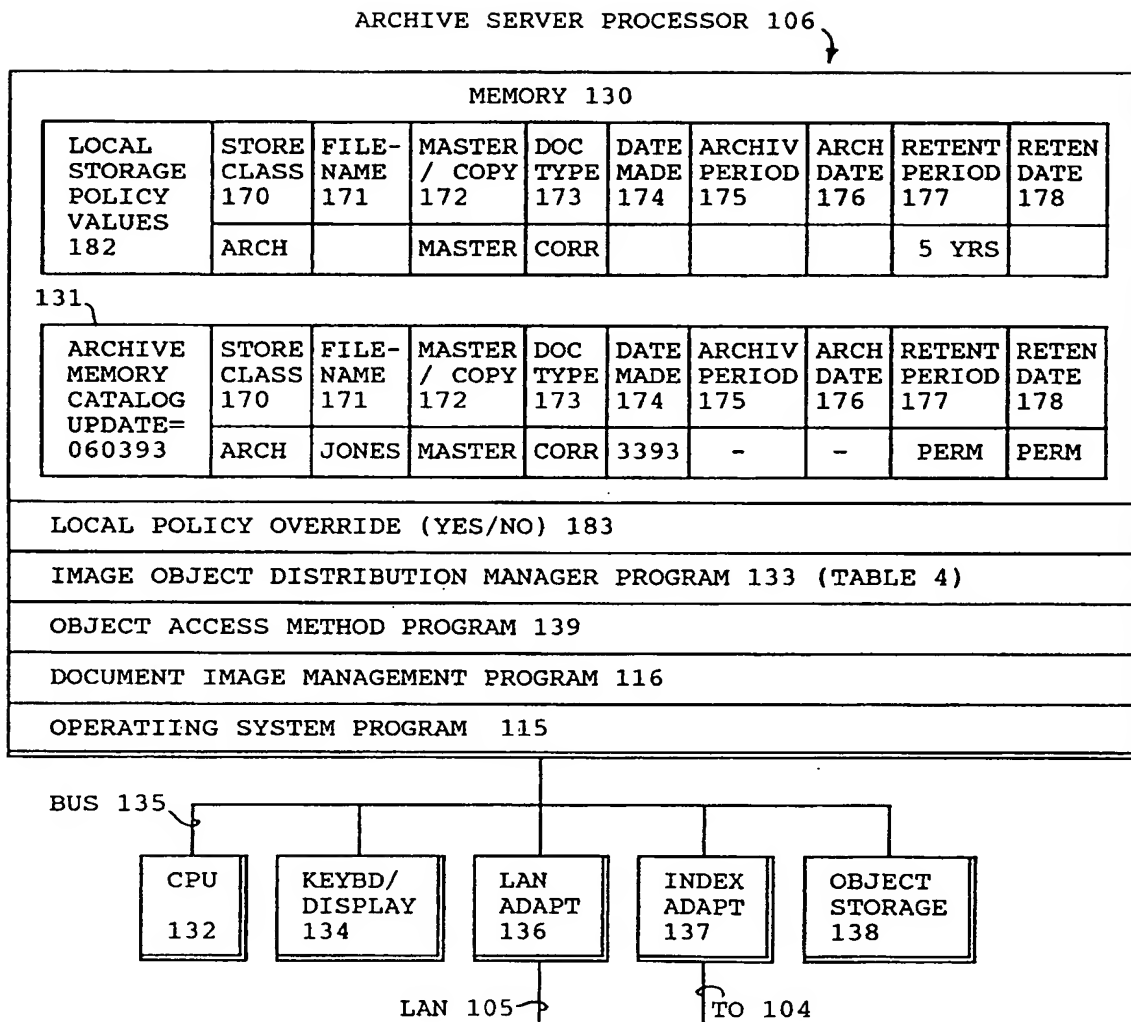 ARCHIVE SERVER PROCESSOR 106
MEMORY 130
LOCAL STORAGE POLICY VALUES 182
STORE CLASS 170
FILE- NAME 171
MASTER / COPY 172
DOC TYPE 173
DATE MADE 174
ARCHIV PERIOD 175
ARCH DATE 176
RETENT PERIOD 177
RETEN DATE 178
ARCH MASTER CORR 5 YRS
131
ARCHIVE MEMORY CATALOG UPDATE= 060393
STORE CLASS 170
FILE- NAME 171
MASTER / COPY 172
DOC TYPE 173
DATE MADE 174
ARCHIV PERIOD 175
ARCH DATE 176
RETENT PERIOD 177
RETEN DATE 178
ARCH JONES MASTER CORR 3393 - - PERM PERM
LOCAL POLICY OVERRIDE (YES/NO) 183
IMAGE OBJECT DISTRIBUTION MANAGER PROGRAM 133 (TABLE 4)
OBJECT ACCESS METHOD PROGRAM 139
DOCUMENT IMAGE MANAGEMENT PROGRAM 116
OPERATIING SYSTEM PROGRAM 115
BUS 135
CPU 132
KEYBD/ DISPLAY 134
LAN ADAPT 136
INDEX ADAPT 137
OBJECT STORAGE 138
LAN 105
TO 104